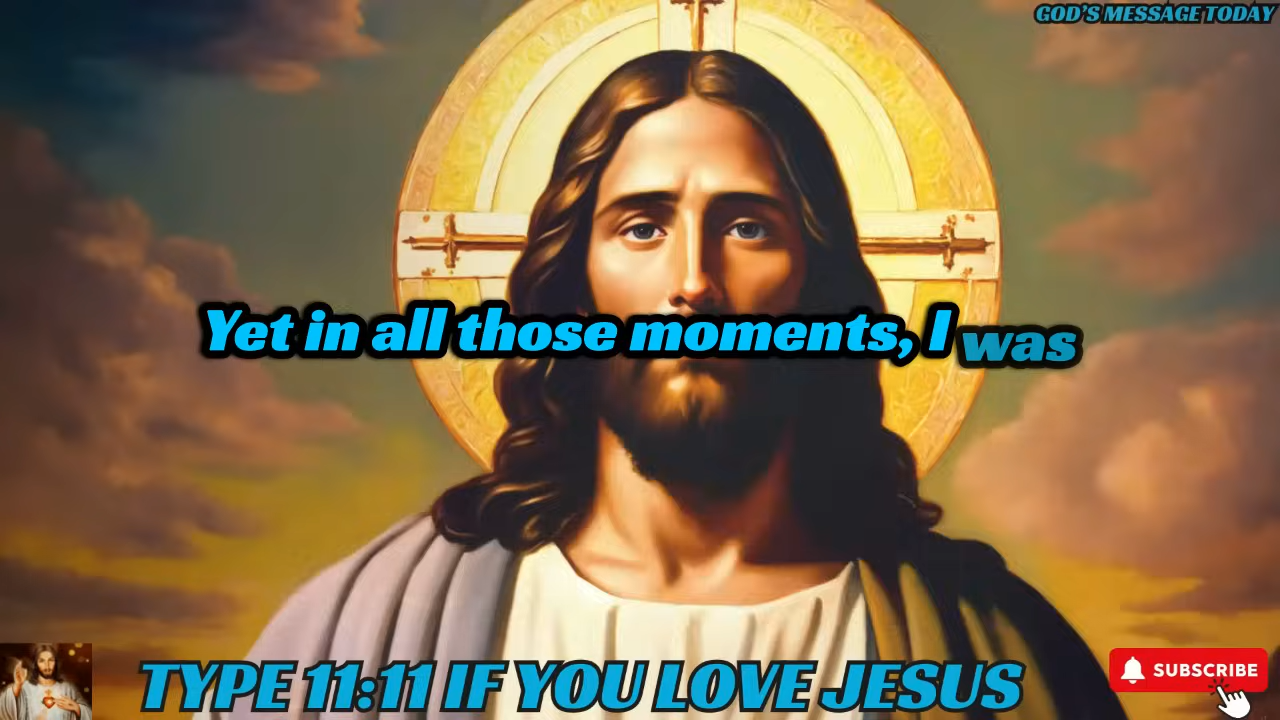 GOD'S MESSAGE TODAY
Yet in all those moments, I was
TYPE 11:11 IF YOU LOVE JESUS
SUBSCRIBE